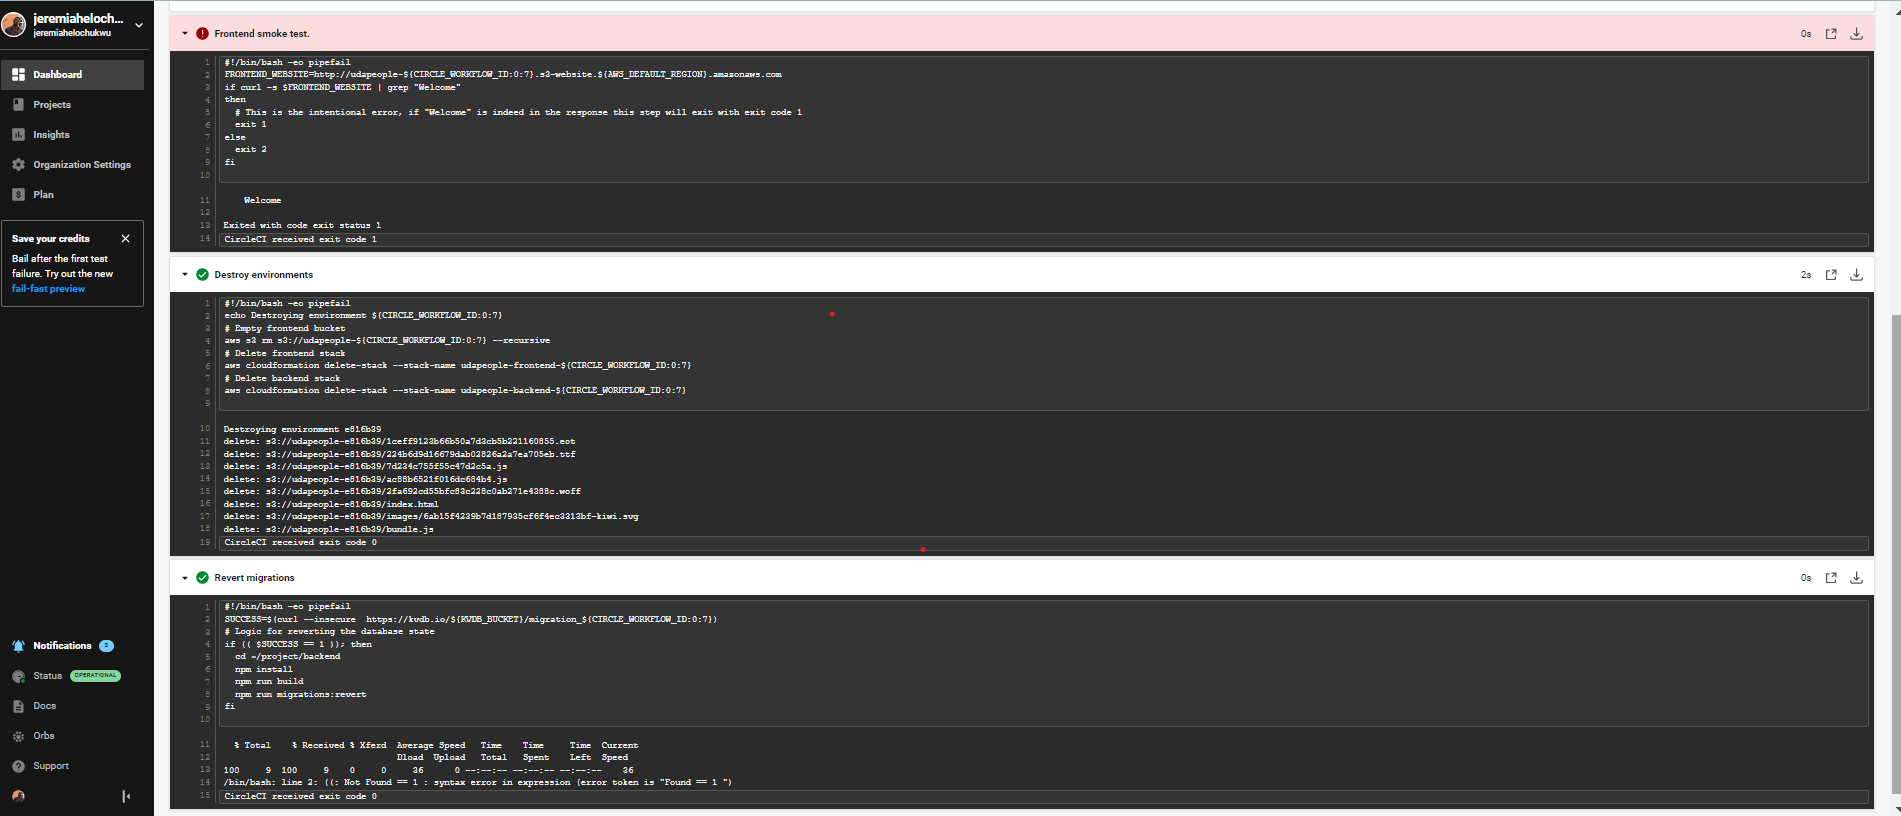 jeremiaheloch...
jeremiahelochukwu
Dashboard
Projects
Insights
Organization Settings
Plan
Save your credits
Bail after the first test
failure. Try out the new
fail-fast preview
Notifications 2
Status OPERATIONAL
Docs
Orbs
Support
Frontend smoke test. 0s
1 #!/bin/bash -eo pipefail
2 FRONTEND_WEBSITE=http://udapeople-${CIRCLE_WORKFLOW_ID:0:7}.s3-website.${AWS_DEFAULT_REGION}.amazonaws.com
3 if curl -s $FRONTEND_WEBSITE | grep "Welcome"
4 then
5 # This is the intentional error, if "Welcome" is indeed in the response this step will exit with exit code 1
6 exit 1
7 else
8 exit 2
9 fi
10
11 Welcome
12
13 Exited with code exit status 1
14 CircleCI received exit code 1
Destroy environments 2s
1 #!/bin/bash -eo pipefail
2 echo Destroying environment ${CIRCLE_WORKFLOW_ID:0:7}
3 # Empty frontend bucket
4 aws s3 rm s3://udapeople-${CIRCLE_WORKFLOW_ID:0:7} --recursive
5 # Delete frontend stack
6 aws cloudformation delete-stack --stack-name udapeople-frontend-${CIRCLE_WORKFLOW_ID:0:7}
7 # Delete backend stack
8 aws cloudformation delete-stack --stack-name udapeople-backend-${CIRCLE_WORKFLOW_ID:0:7}
9
10 Destroying environment e816b39
11 delete: s3://udapeople-e816b39/1ceff9123b66b50a7d3cb5b221160855.eot
12 delete: s3://udapeople-e816b39/224b6d9d16679dab02826a2a7ea705eb.ttf
13 delete: s3://udapeople-e816b39/7d234c755f55c47d2c5a.js
14 delete: s3://udapeople-e816b39/ac88b6521f016dc684b4.js
15 delete: s3://udapeople-e816b39/2fa692cd55bfc83c228c0ab271e4388c.woff
16 delete: s3://udapeople-e816b39/index.html
17 delete: s3://udapeople-e816b39/images/6ab15f4239b7d187935cf6f4ec3313bf-kiwi.svg
18 delete: s3://udapeople-e816b39/bundle.js
19 CircleCI received exit code 0
Revert migrations 0s
1 #!/bin/bash -eo pipefail
2 SUCCESS=$(curl --insecure https://kvdb.io/${KVDB_BUCKET}/migration_${CIRCLE_WORKFLOW_ID:0:7})
3 # Logic for reverting the database state
4 if (( $SUCCESS == 1 )); then
5 cd ~/project/backend
6 npm install
7 npm run build
8 npm run migrations:revert
9 fi
10
11 % Total % Received % Xferd Average Speed Time Time Time Current
12 Dload Upload Total Spent Left Speed
13 100 9 100 9 0 0 36 0 --:--:-- --:--:-- --:--:-- 36
14 /bin/bash: line 2: ((: Not Found == 1 : syntax error in expression (error token is "Found == 1 ")
15 CircleCI received exit code 0